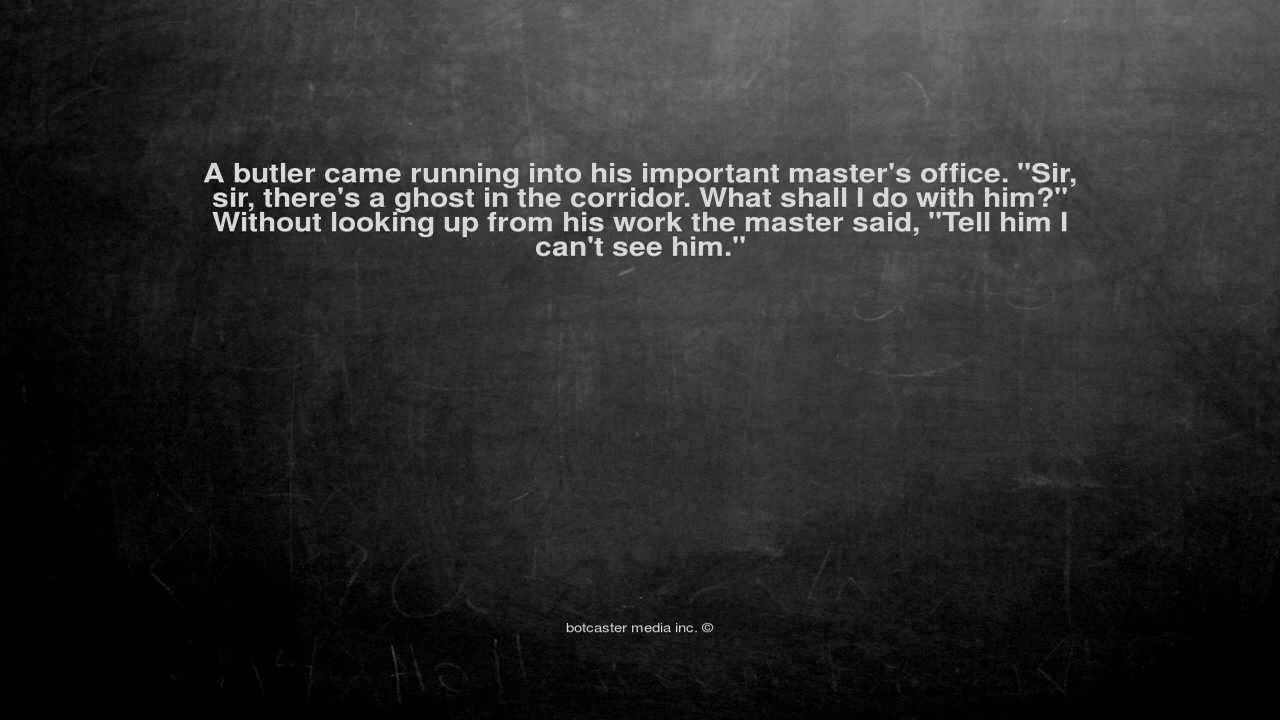 A butler came running into his important master's office. "Sir,
sir, there's a ghost in the corridor. What shall I do with him?"
Without looking up from his work the master said, "Tell him I
can't see him."
botcaster media inc. ©